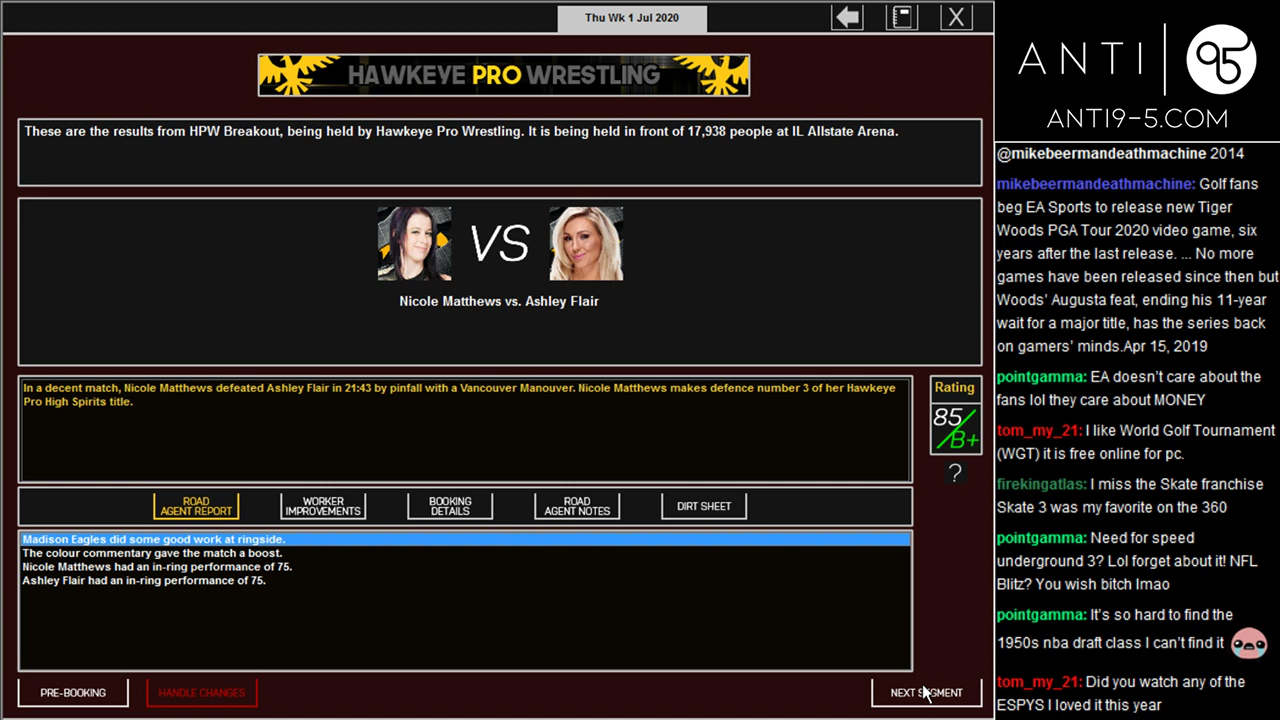 Thu Wk 1 Jul 2020
X
HAWKEYE PRO WRESTLING
These are the results from HPW Breakout, being held by Hawkeye Pro Wrestling. It is being held in front of 17,938 people at IL Allstate Arena.
VS
Nicole Matthews vs. Ashley Flair
In a decent match, Nicole Matthews defeated Ashley Flair in 21:43 by pinfall with a Vancouver Manouver. Nicole Matthews makes defence number 3 of her Hawkeye
Pro High Spirits title.
Rating
85/B+
?
ROAD
AGENT REPORT
WORKER
IMPROVEMENTS
BOOKING
DETAILS
ROAD
AGENT NOTES
DIRT SHEET
Madison Eagles did some good work at ringside.
The colour commentary gave the match a boost.
Nicole Matthews had an in-ring performance of 75.
Ashley Flair had an in-ring performance of 75.
PRE-BOOKING
HANDLE CHANGES
NEXT SEGMENT
ANTI 95
ANTI9-5.COM
@mikebeermandeathmachine 2014
mikebeermandeathmachine: Golf fans
beg EA Sports to release new Tiger
Woods PGA Tour 2020 video game, six
years after the last release. ... No more
games have been released since then but
Woods' Augusta feat, ending his 11-year
wait for a major title, has the series back
on gamers' minds.Apr 15, 2019
pointgamma: EA doesn't care about the
fans lol they care about MONEY
tom_my_21: I like World Golf Tournament
(WGT) it is free online for pc.
firekingatlas: I miss the Skate franchise
Skate 3 was my favorite on the 360
pointgamma: Need for speed
underground 3? Lol forget about it! NFL
Blitz? You wish bitch lmao
pointgamma: It's so hard to find the
1950s nba draft class I can't find it
tom_my_21: Did you watch any of the
ESPYS I loved it this year